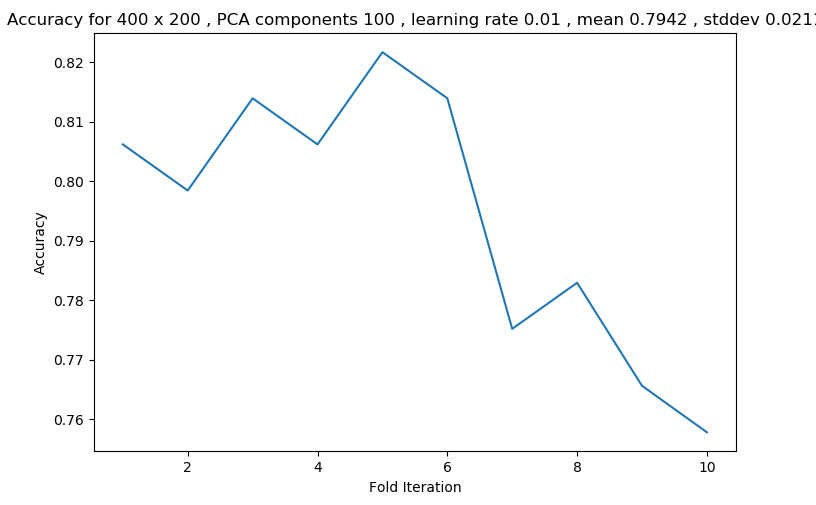 Accuracy for 400 x 200 , PCA components 100 , learning rate 0.01 , mean 0.7942 , stddev 0.021
0.82
0.81
0.80
0.79
0.78
0.77
0.76
Accuracy
2 4 6 8 10
Fold Iteration